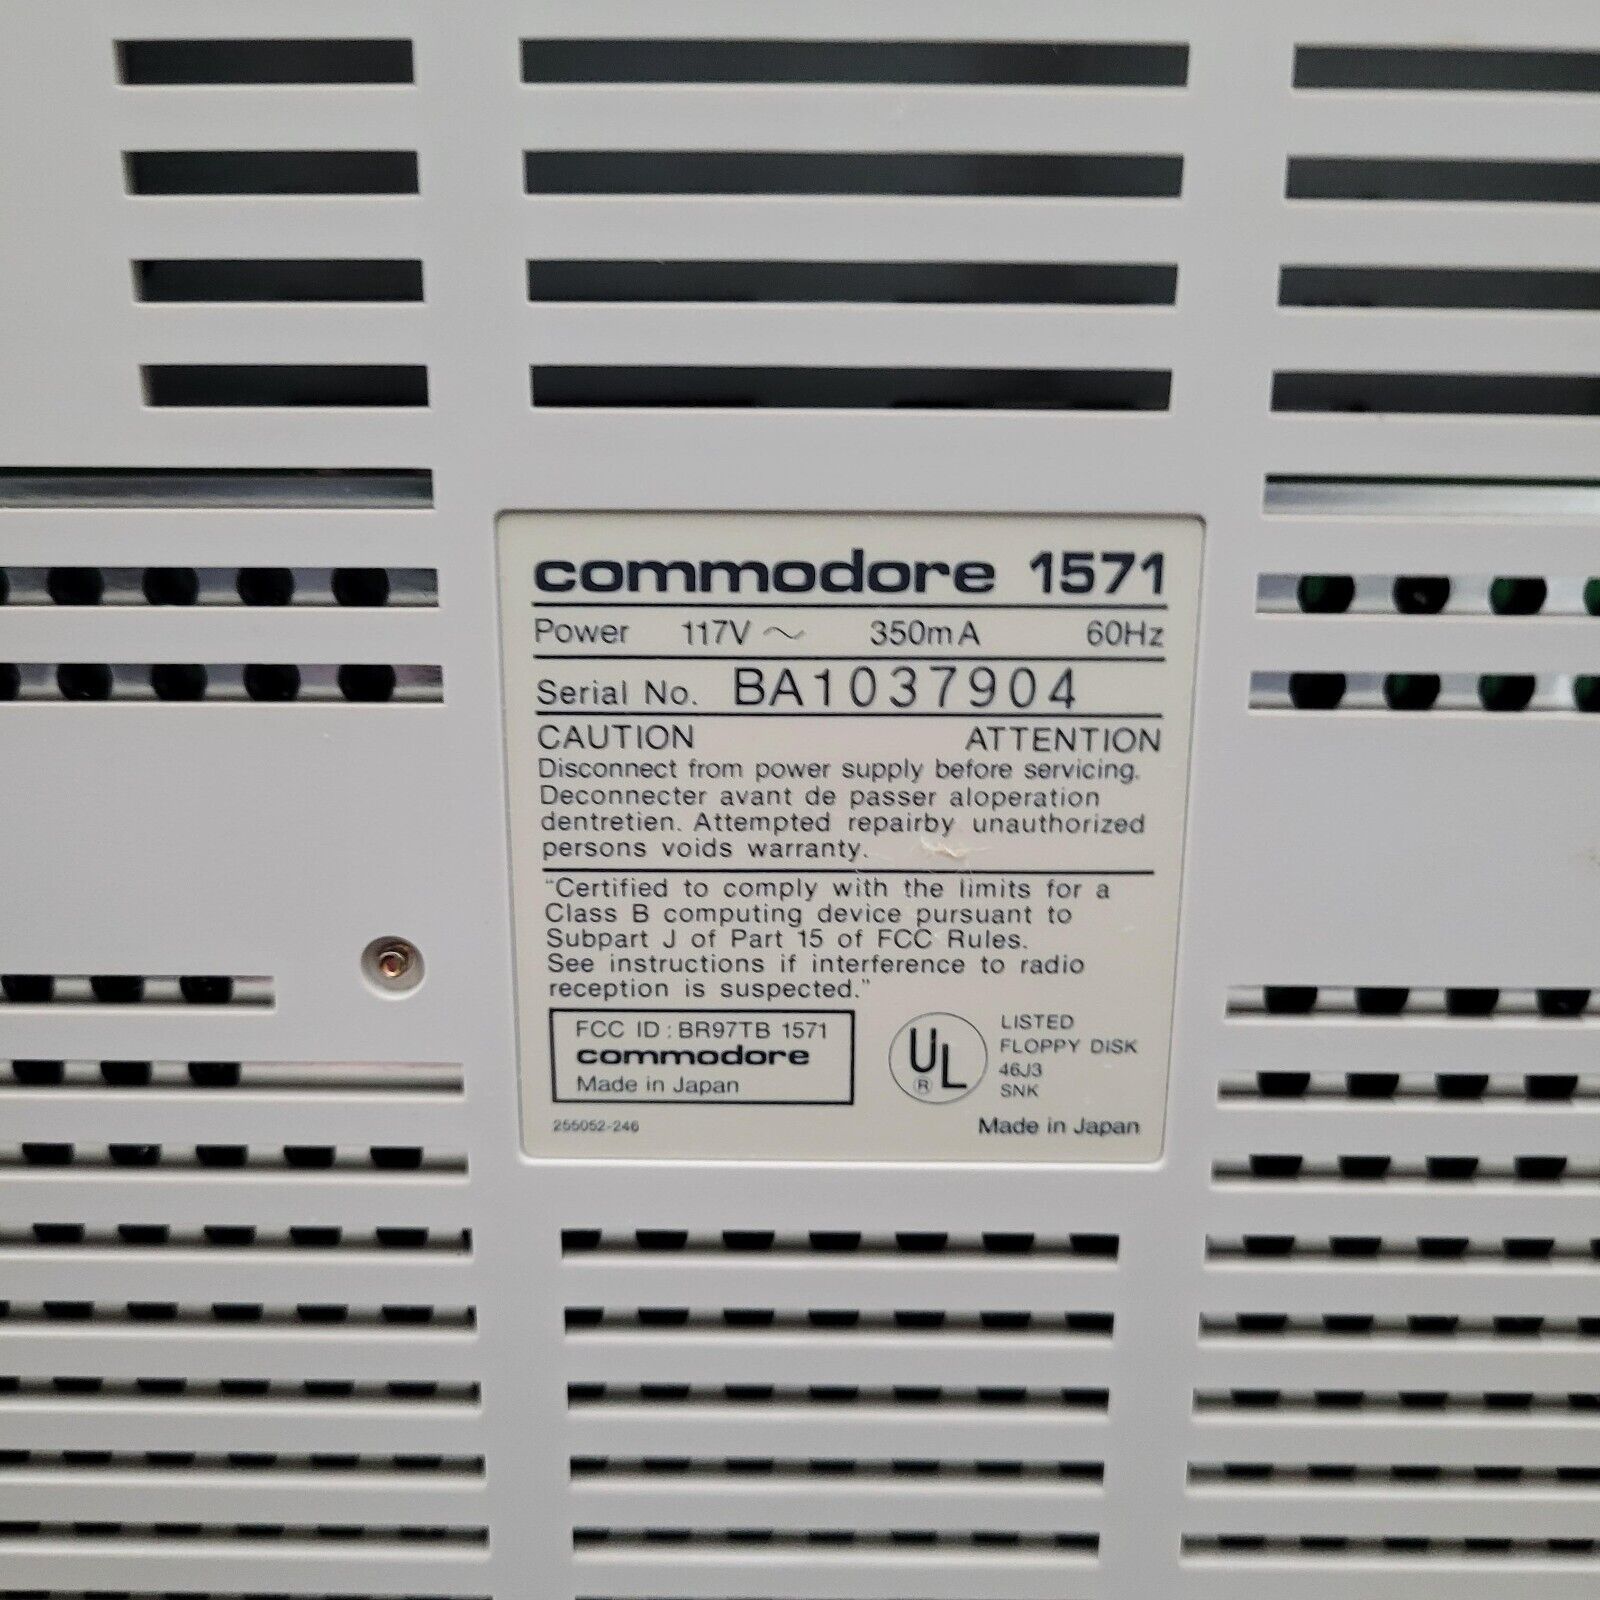 commodore 1571
Power 117V ~ 350mA 60Hz
Serial No. BA1037904
CAUTION ATTENTION
Disconnect from power supply before servicing.
Deconnecter avant de passer aloperation
dentretien. Attempted repairby unauthorized
persons voids warranty.
"Certified to comply with the limits for a
Class B computing device pursuant to
Subpart J of Part 15 of FCC Rules.
See instructions if interference to radio
reception is suspected."
FCC ID : BR97TB 1571
commodore
Made in Japan
UL ®
LISTED
FLOPPY DISK
46J3
SNK
255052-246
Made in Japan